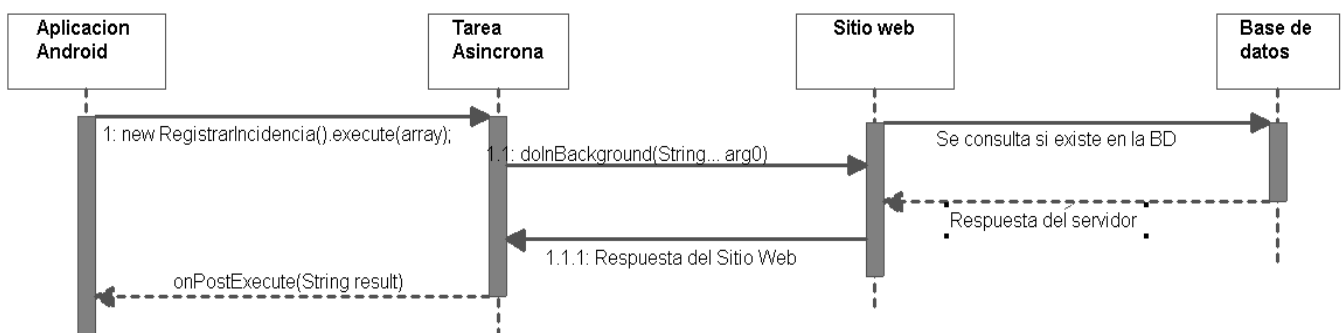 Aplicacion
Android
Tarea
Asincrona
Sitio web
Base de
datos
1: new RegistrarIncidencia().execute(array);
Se consulta si existe en la BD
1.1: doInBackground(String... arg0)
Respuesta del servidor
1.1.1: Respuesta del Sitio Web
onPostExecute(String result)